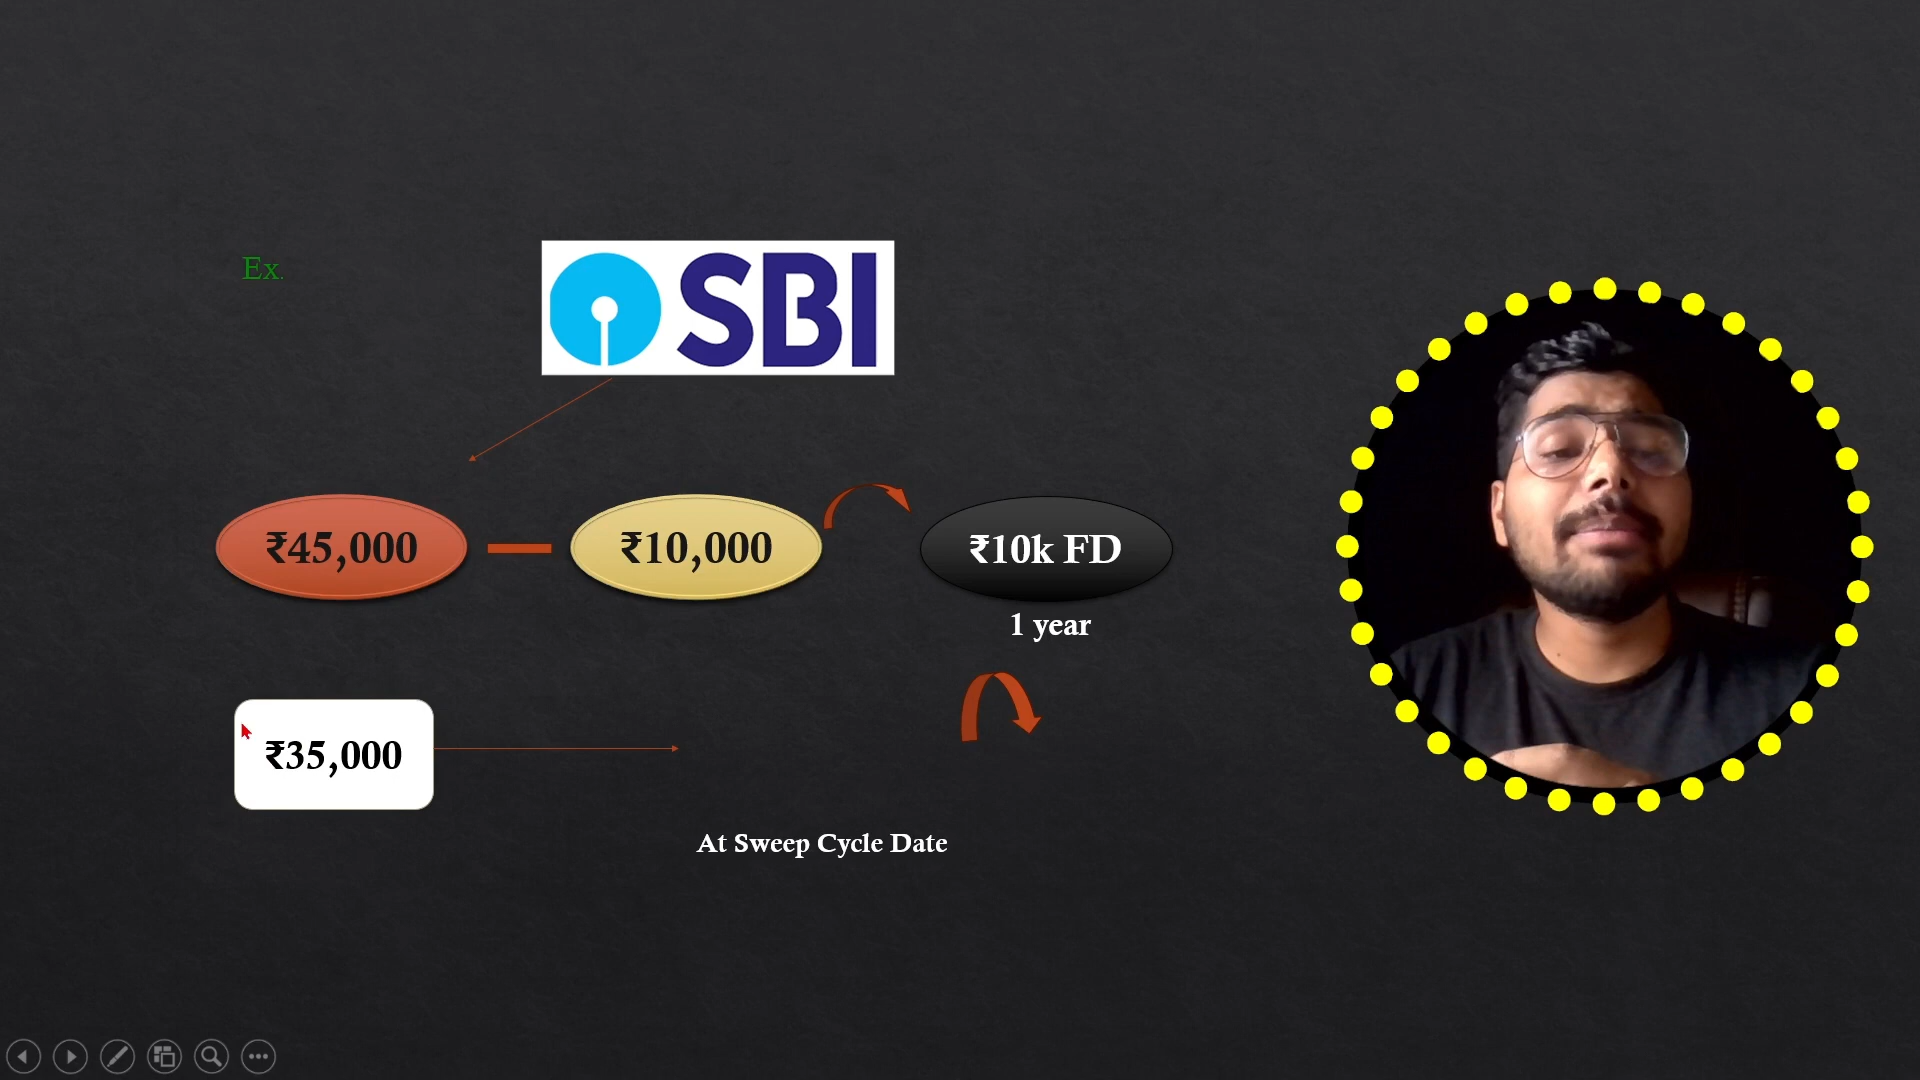 Ex.
SBI
₹45,000
₹10,000
₹10k FD
1 year
₹35,000
At Sweep Cycle Date